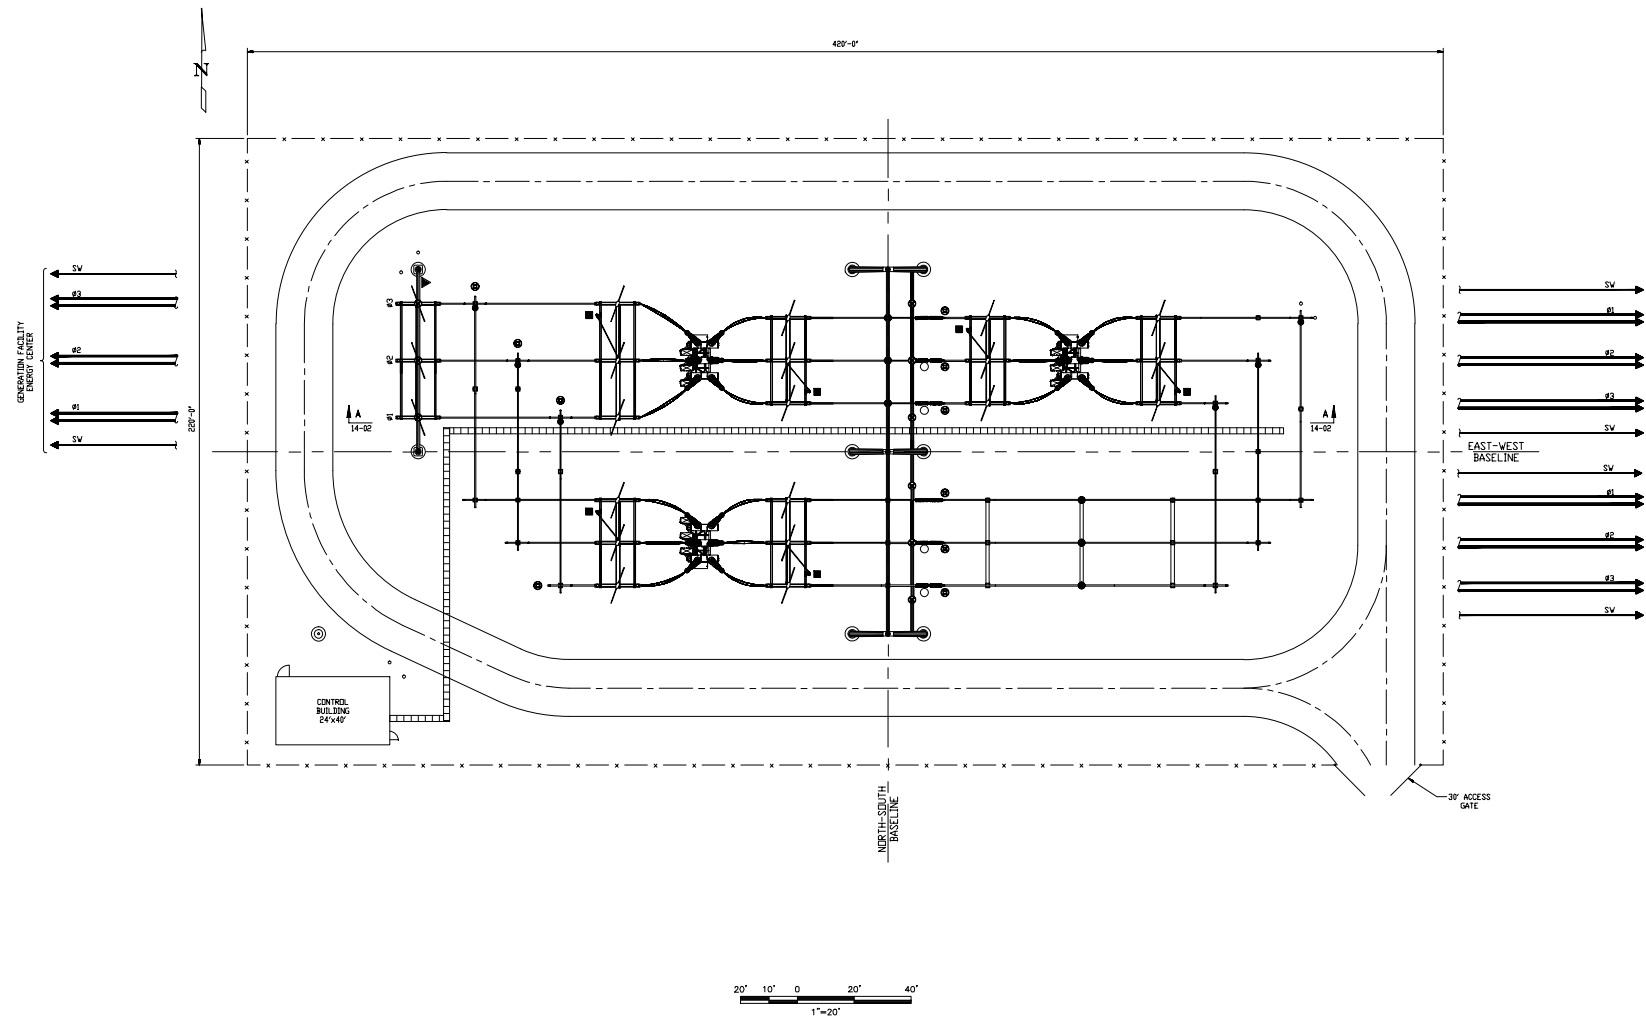 420'-0"
N
SW
SW
ø3
ø1
GENERATION FACILITY
ENERGY CENTER
ø2
ø2
ø1
ø3
SW
SW
ø3
ø2
ø1
A
14-02
A
14-02
220'-0"
EAST-WEST
BASELINE
SW
ø1
ø2
ø3
SW
CONTROL
BUILDING
24'x40'
NORTH-SOUTH
BASELINE
30' ACCESS
GATE
20' 10' 0 20' 40'
1"=20'